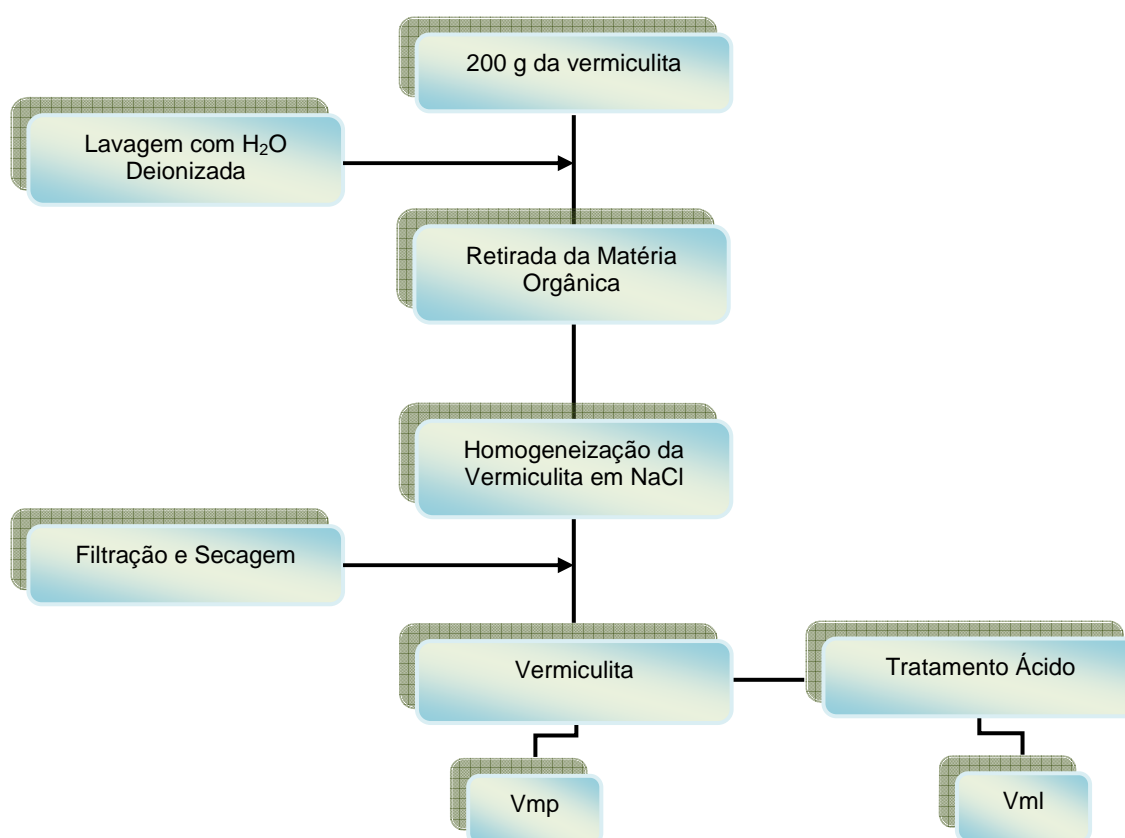 200 g da vermiculita
Lavagem com H₂O
Deionizada
Retirada da Matéria
Orgânica
Homogeneização da
Vermiculita em NaCl
Filtração e Secagem
Vermiculita
Tratamento Ácido
Vmp
Vml